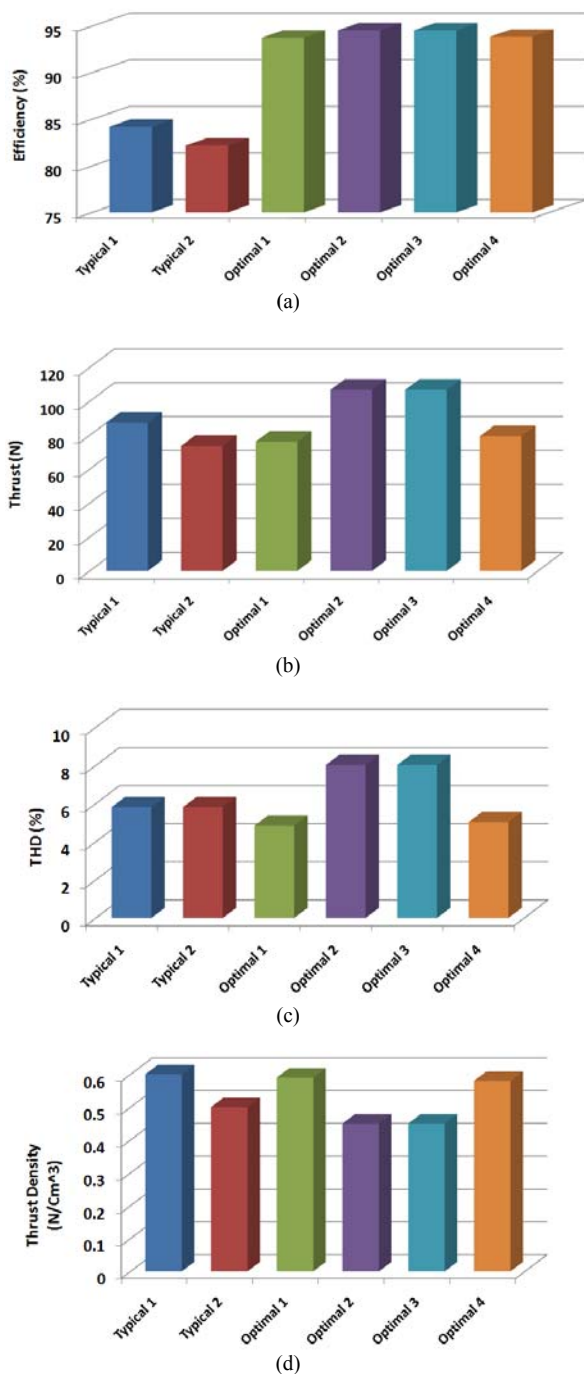 Efficiency (%)
95
90
85
80
75
Typical 1
Typical 2
Optimal 1
Optimal 2
Optimal 3
Optimal 4
(a)
Thrust (N)
120
100
80
60
40
20
0
Typical 1
Typical 2
Optimal 1
Optimal 2
Optimal 3
Optimal 4
(b)
THD (%)
10
8
6
4
2
0
Typical 1
Typical 2
Optimal 1
Optimal 2
Optimal 3
Optimal 4
(c)
Thrust Density
(N/Cm^3)
0.6
0.5
0.4
0.3
0.2
0.1
0
Typical 1
Typical 2
Optimal 1
Optimal 2
Optimal 3
Optimal 4
(d)